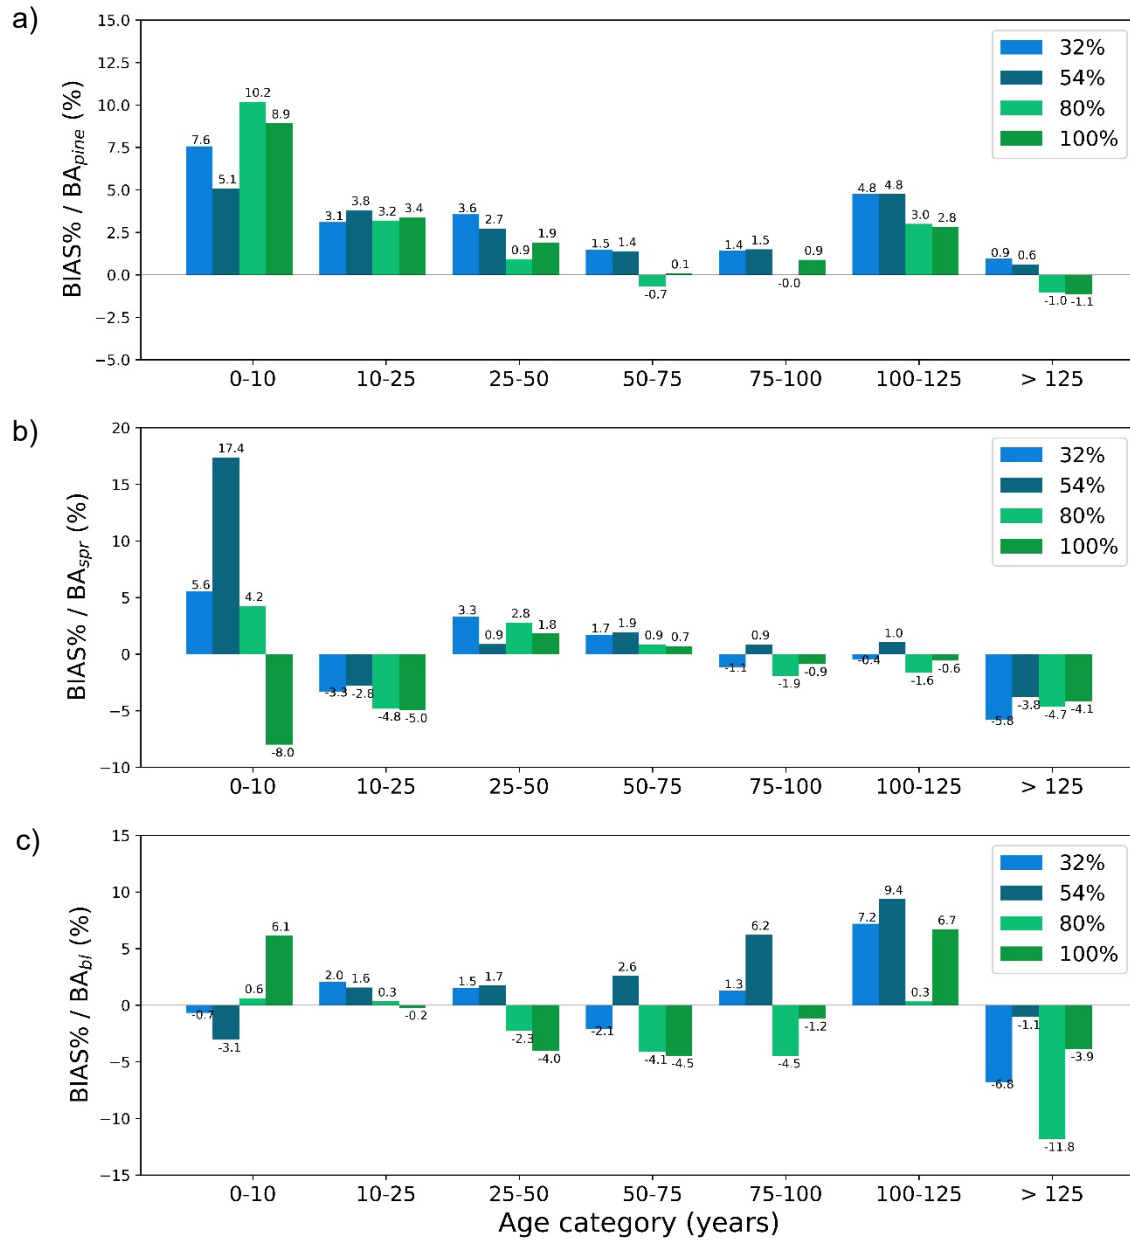 a)
BIAS% / BA_pine (%)
15.0
12.5
10.0
7.5
5.0
2.5
0.0
−2.5
−5.0
32%
54%
80%
100%
7.6 5.1 10.2 8.9
3.1 3.8 3.2 3.4
3.6 2.7 0.9 1.9
1.5 1.4 -0.7 0.1
1.4 1.5 -0.0 0.9
4.8 4.8 3.0 2.8
0.9 0.6 -1.0 -1.1
0-10 10-25 25-50 50-75 75-100 100-125 > 125
b)
BIAS% / BA_spr (%)
20
15
10
5
0
−5
−10
32%
54%
80%
100%
5.6 17.4 4.2 -8.0
-3.3 -2.8 -4.8 -5.0
3.3 0.9 2.8 1.8
1.7 1.9 0.9 0.7
-1.1 0.9 -1.9 -0.9
-0.4 1.0 -1.6 -0.6
-5.8 -3.8 -4.7 -4.1
0-10 10-25 25-50 50-75 75-100 100-125 > 125
c)
BIAS% / BA_bl (%)
15
10
5
0
−5
−10
−15
32%
54%
80%
100%
-0.7 -3.1 0.6 6.1
2.0 1.6 0.3 -0.2
1.5 1.7 -2.3 -4.0
-2.1 2.6 -4.1 -4.5
1.3 6.2 -4.5 -1.2
7.2 9.4 0.3 6.7
-6.8 -1.1 -11.8 -3.9
0-10 10-25 25-50 50-75 75-100 100-125 > 125
Age category (years)